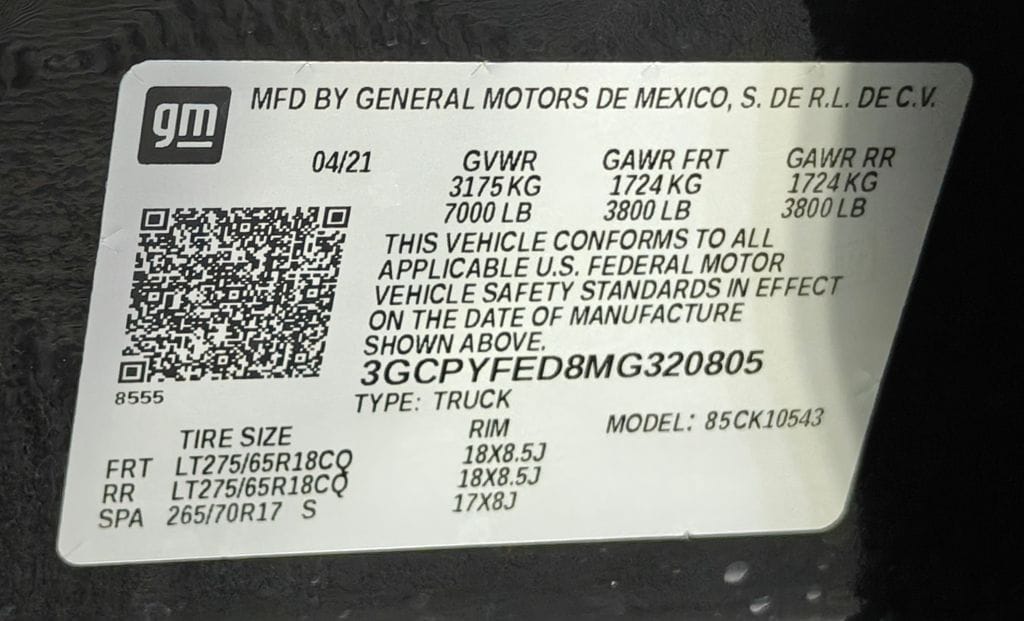 gm MFD BY GENERAL MOTORS DE MEXICO, S. DE R.L. DE C.V.
04/21 GVWR GAWR FRT GAWR RR
3175 KG 1724 KG 1724 KG
7000 LB 3800 LB 3800 LB
THIS VEHICLE CONFORMS TO ALL
APPLICABLE U.S. FEDERAL MOTOR
VEHICLE SAFETY STANDARDS IN EFFECT
ON THE DATE OF MANUFACTURE
SHOWN ABOVE.
3GCPYFED8MG320805
8555
TYPE: TRUCK MODEL: 85CK10543
TIRE SIZE RIM
FRT LT275/65R18CQ 18X8.5J
RR LT275/65R18CQ 18X8.5J
SPA 265/70R17 S 17X8J